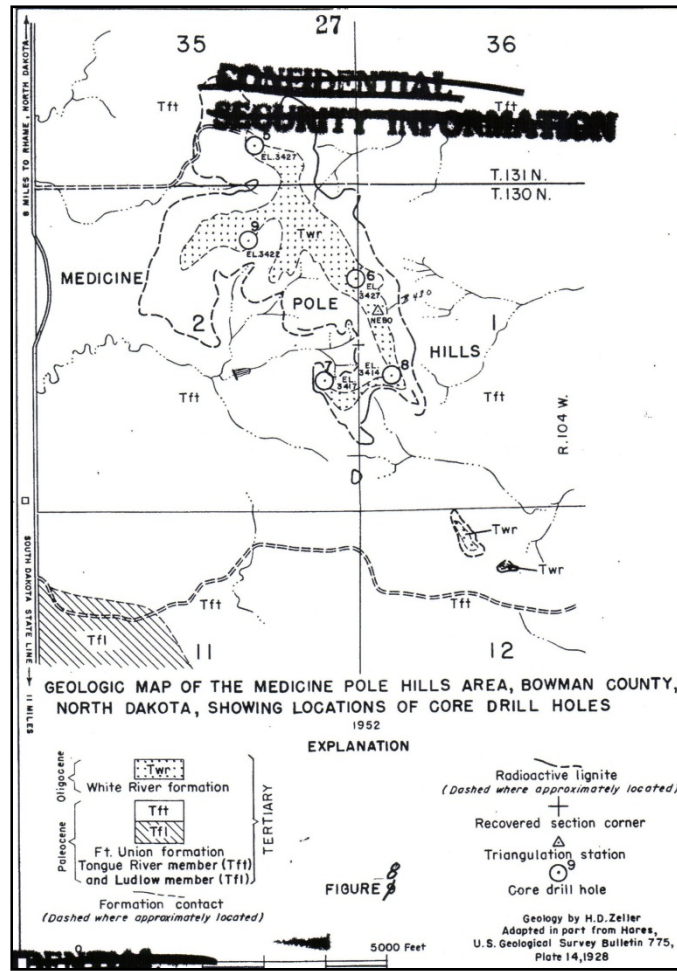 27
35
36
CONFIDENTIAL
SECURITY INFORMATION
Tft
Tft
5
EL.3427
T. 131 N.
T. 130 N.
8 MILES TO RHAME, NORTH DAKOTA
9
EL.3422
Twr
6
EL.
3427
MEDICINE
POLE
HILLS
NEBO
2
1
7
EL.
3417
EL.
3414
8
Tft
Tft
R. 104 W.
Twr
Twr
SOUTH DAKOTA STATE LINE
11 MILES
Tft
Tft
Tfl
11
12
GEOLOGIC MAP OF THE MEDICINE POLE HILLS AREA, BOWMAN COUNTY,
NORTH DAKOTA, SHOWING LOCATIONS OF CORE DRILL HOLES
1952
EXPLANATION
Oligocene
Twr
White River formation
Paleocene
Tft
Tfl
Ft. Union formation
Tongue River member (Tft)
and Ludlow member (Tfl)
TERTIARY
Formation contact
(Dashed where approximately located)
Radioactive lignite
(Dashed where approximately located)
Recovered section corner
Triangulation station
9
Core drill hole
FIGURE 8
Geology by H.D. Zeller
Adapted in part from Hares,
U.S. Geological Survey Bulletin 775,
Plate 14, 1928
0
5000 Feet